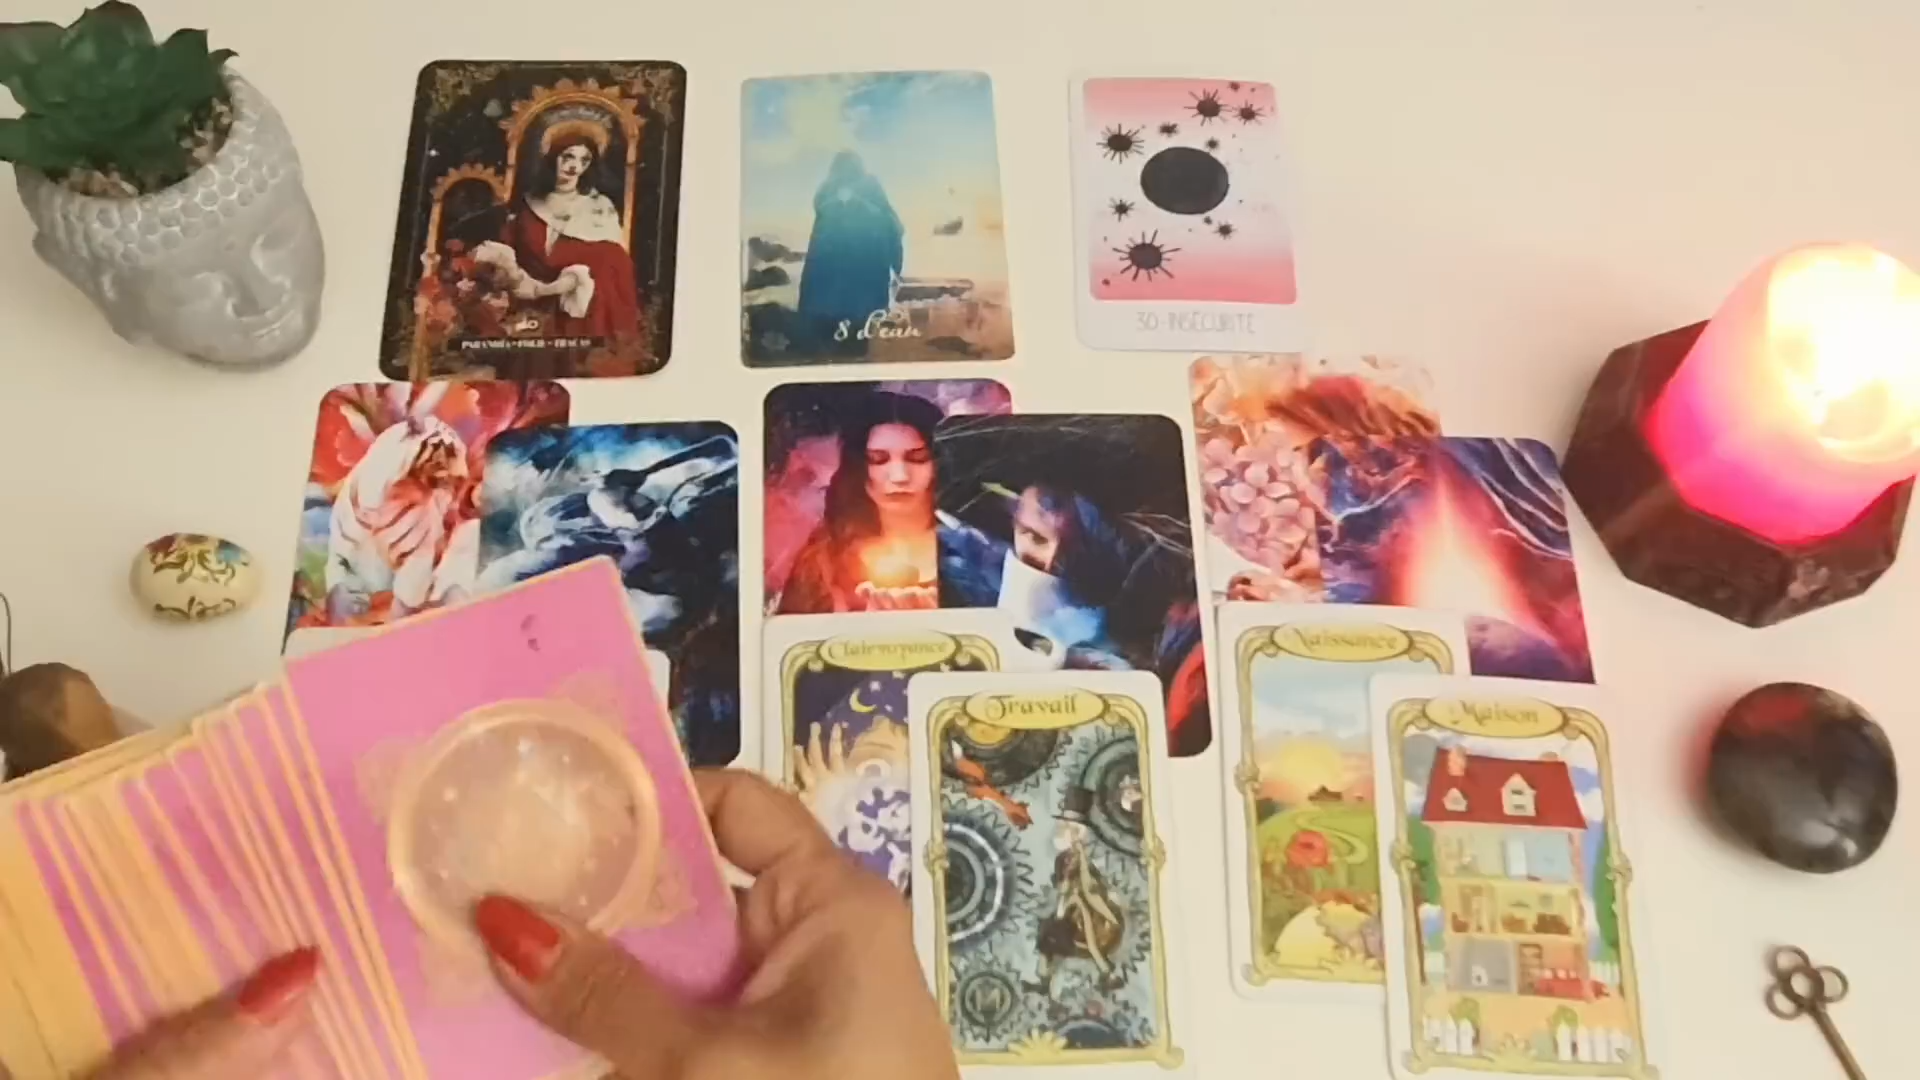 8 d'eau
30-INSÉCURITÉ
Clairvoyance
Naissance
Travail
Maison